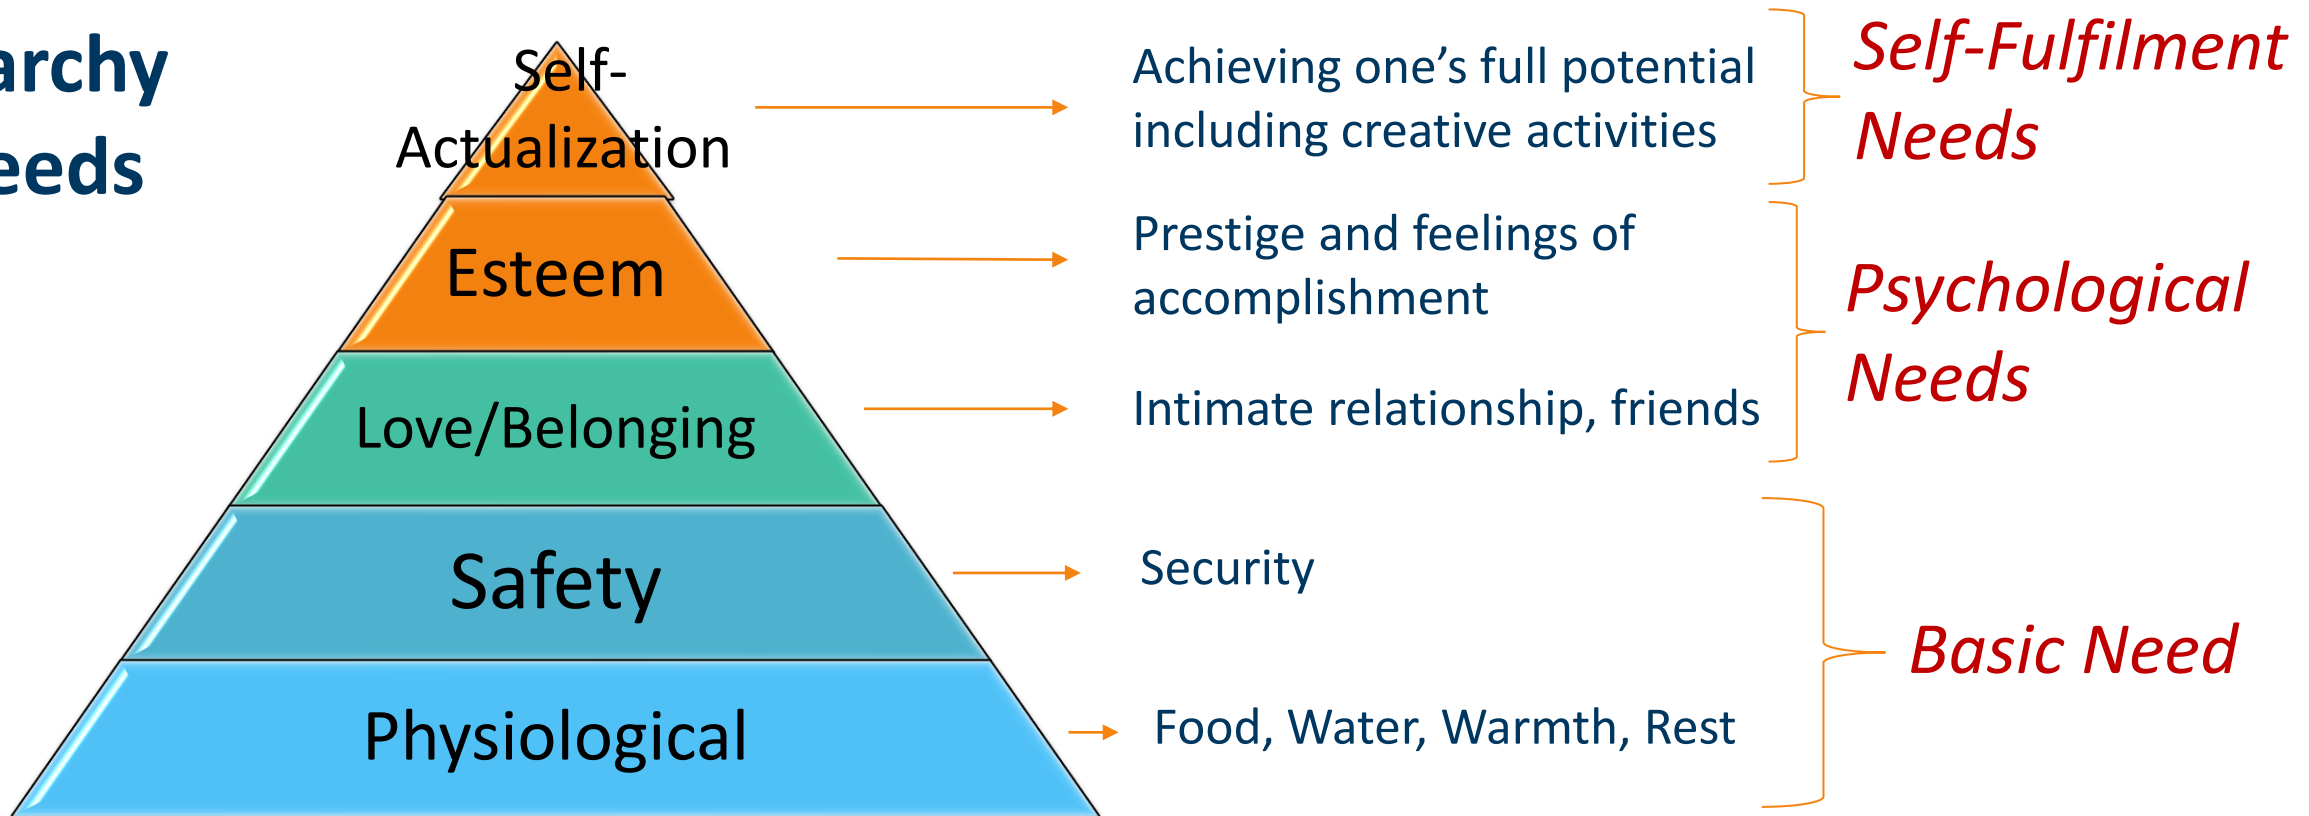 archy
eeds
Self-
Actualization
Esteem
Love/Belonging
Safety
Physiological
Achieving one’s full potential
including creative activities
Prestige and feelings of
accomplishment
Intimate relationship, friends
Security
Food, Water, Warmth, Rest
Self-Fulfilment
Needs
Psychological
Needs
Basic Need